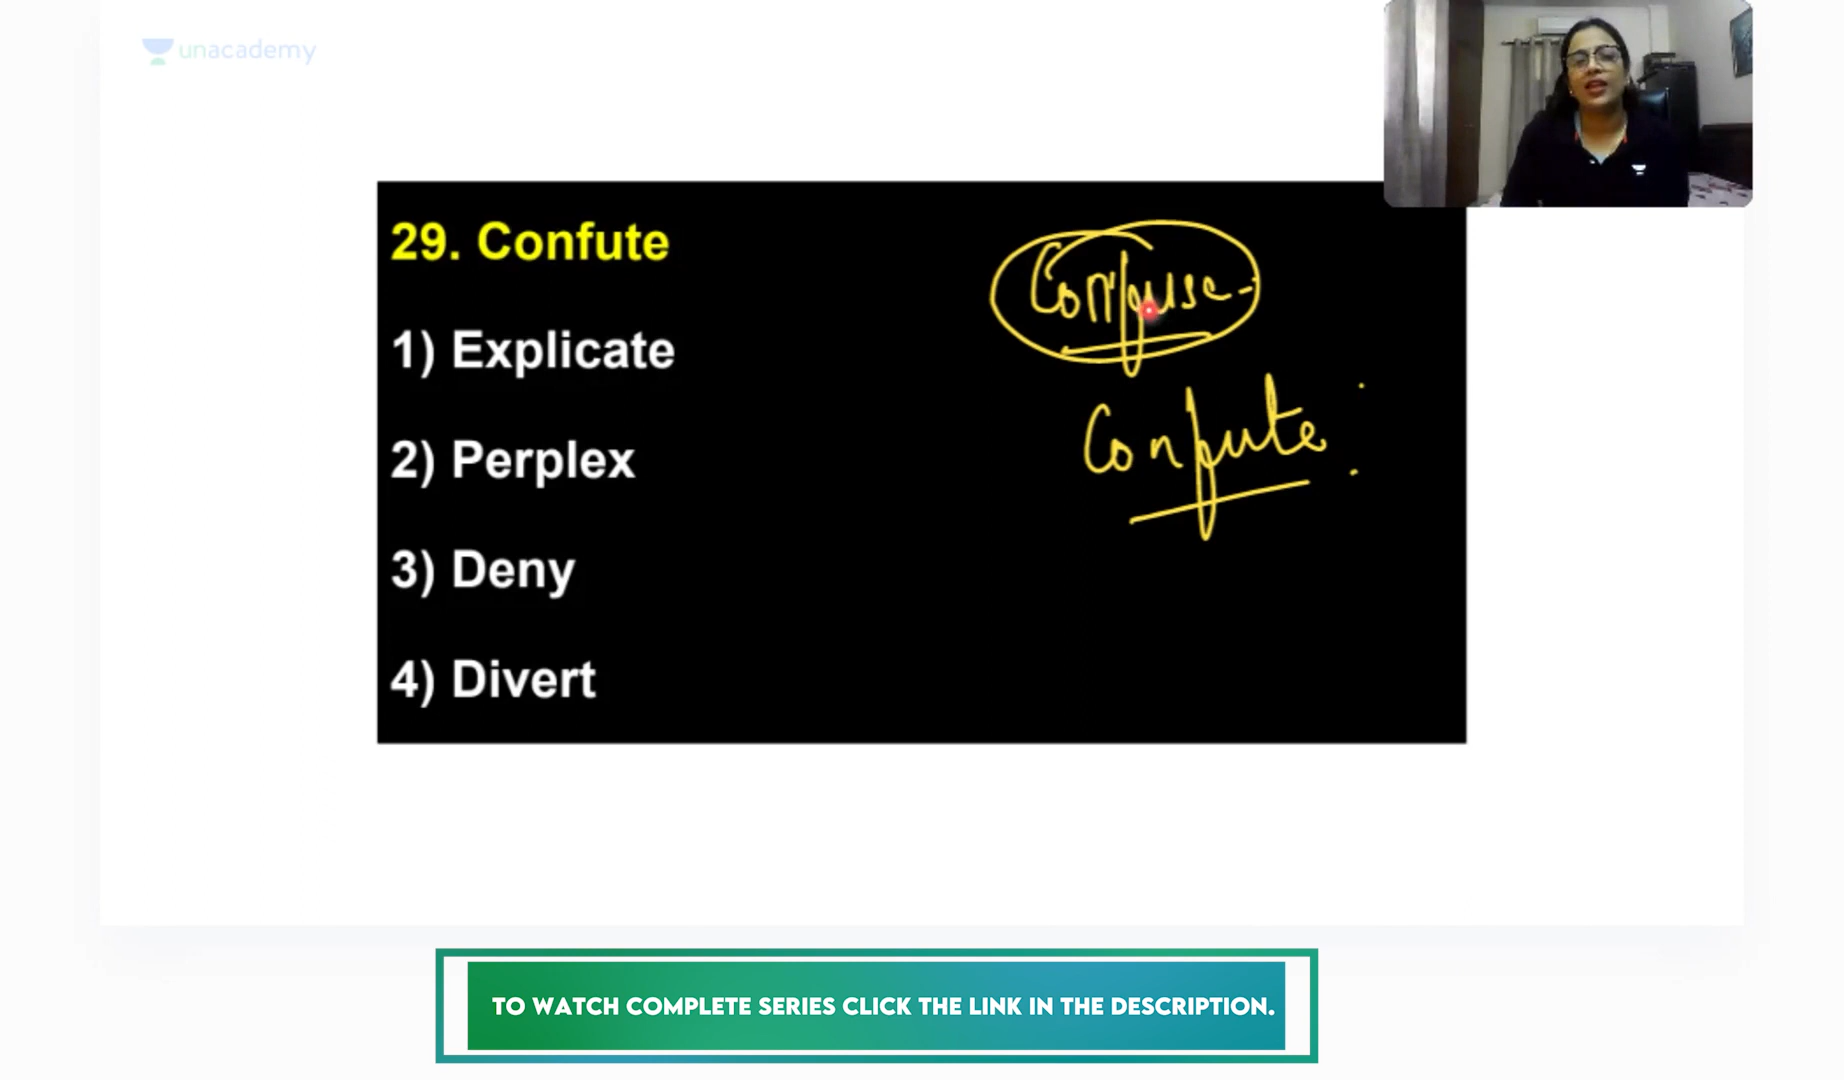 unacademy
29. Confute
1) Explicate
2) Perplex
3) Deny
4) Divert
Confuse -
Confute :
TO WATCH COMPLETE SERIES CLICK THE LINK IN THE DESCRIPTION.